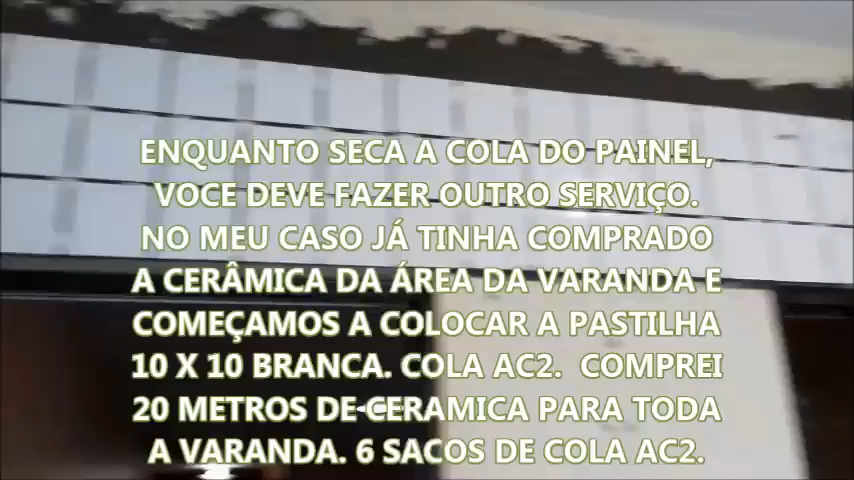 ENQUANTO SECA A COLA DO PAINEL,
VOCE DEVE FAZER OUTRO SERVIÇO.
NO MEU CASO JÁ TINHA COMPRADO
A CERÂMICA DA ÁREA DA VARANDA E
COMEÇAMOS A COLOCAR A PASTILHA
10 X 10 BRANCA. COLA AC2. COMPREI
20 METROS DE CERAMICA PARA TODA
A VARANDA. 6 SACOS DE COLA AC2.